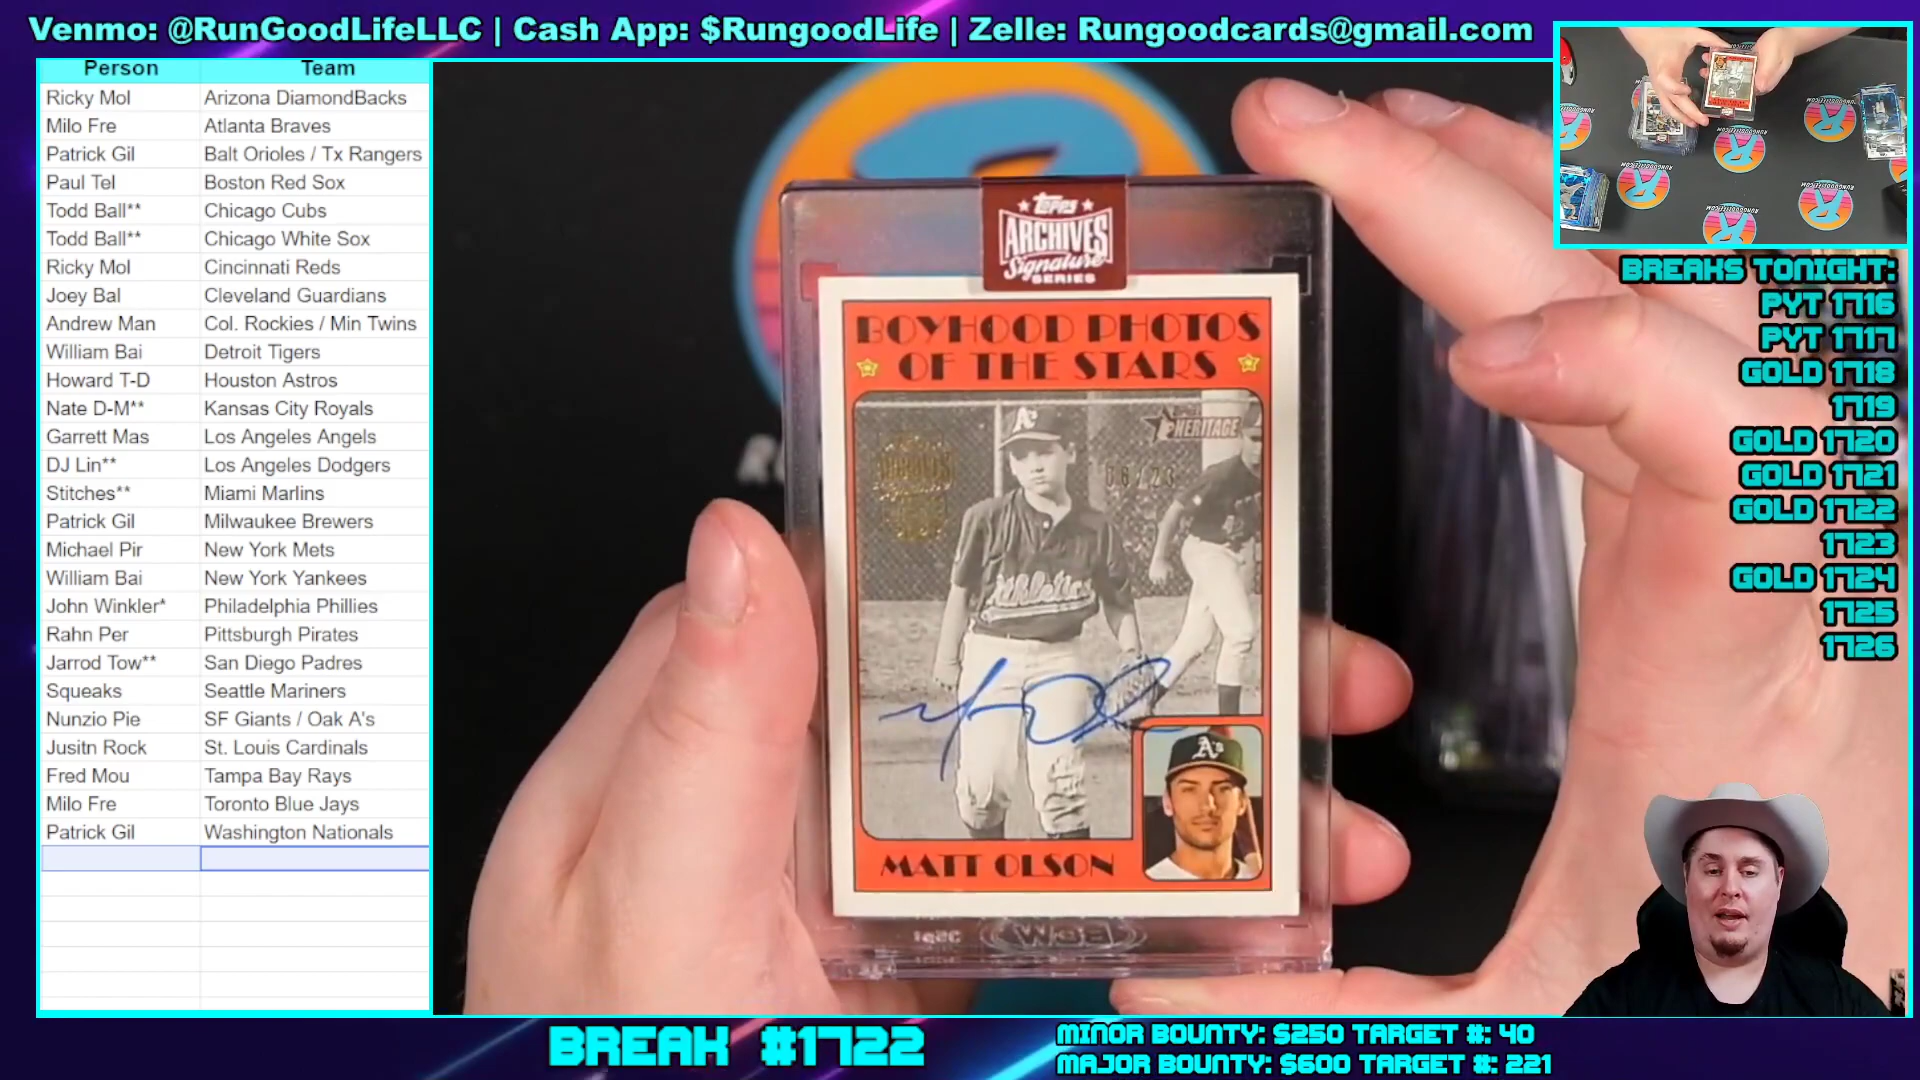 Venmo: @RunGoodLifeLLC | Cash App: $RungoodLife | Zelle: Rungoodcards@gmail.com
Person Team
Ricky Mol Arizona DiamondBacks
Milo Fre Atlanta Braves
Patrick Gil Balt Orioles / Tx Rangers
Paul Tel Boston Red Sox
Todd Ball** Chicago Cubs
Todd Ball** Chicago White Sox
Ricky Mol Cincinnati Reds
Joey Bal Cleveland Guardians
Andrew Man Col. Rockies / Min Twins
William Bai Detroit Tigers
Howard T-D Houston Astros
Nate D-M** Kansas City Royals
Garrett Mas Los Angeles Angels
DJ Lin** Los Angeles Dodgers
Stitches** Miami Marlins
Patrick Gil Milwaukee Brewers
Michael Pir New York Mets
William Bai New York Yankees
John Winkler* Philadelphia Phillies
Rahn Per Pittsburgh Pirates
Jarrod Tow** San Diego Padres
Squeaks Seattle Mariners
Nunzio Pie SF Giants / Oak A's
Jusitn Rock St. Louis Cardinals
Fred Mou Tampa Bay Rays
Milo Fre Toronto Blue Jays
Patrick Gil Washington Nationals
TOPPS
ARCHIVES
Signature
SERIES
BOYHOOD PHOTOS
OF THE STARS
A's
HERITAGE
Athletics
A's
MATT OLSON
BREAKS TONIGHT:
PYT 1716
PYT 1717
GOLD 1718
1719
GOLD 1720
GOLD 1721
GOLD 1722
1723
GOLD 1724
1725
1726
BREAK #1722
MINOR BOUNTY: $250 TARGET #: 40
MAJOR BOUNTY: $600 TARGET #: 221